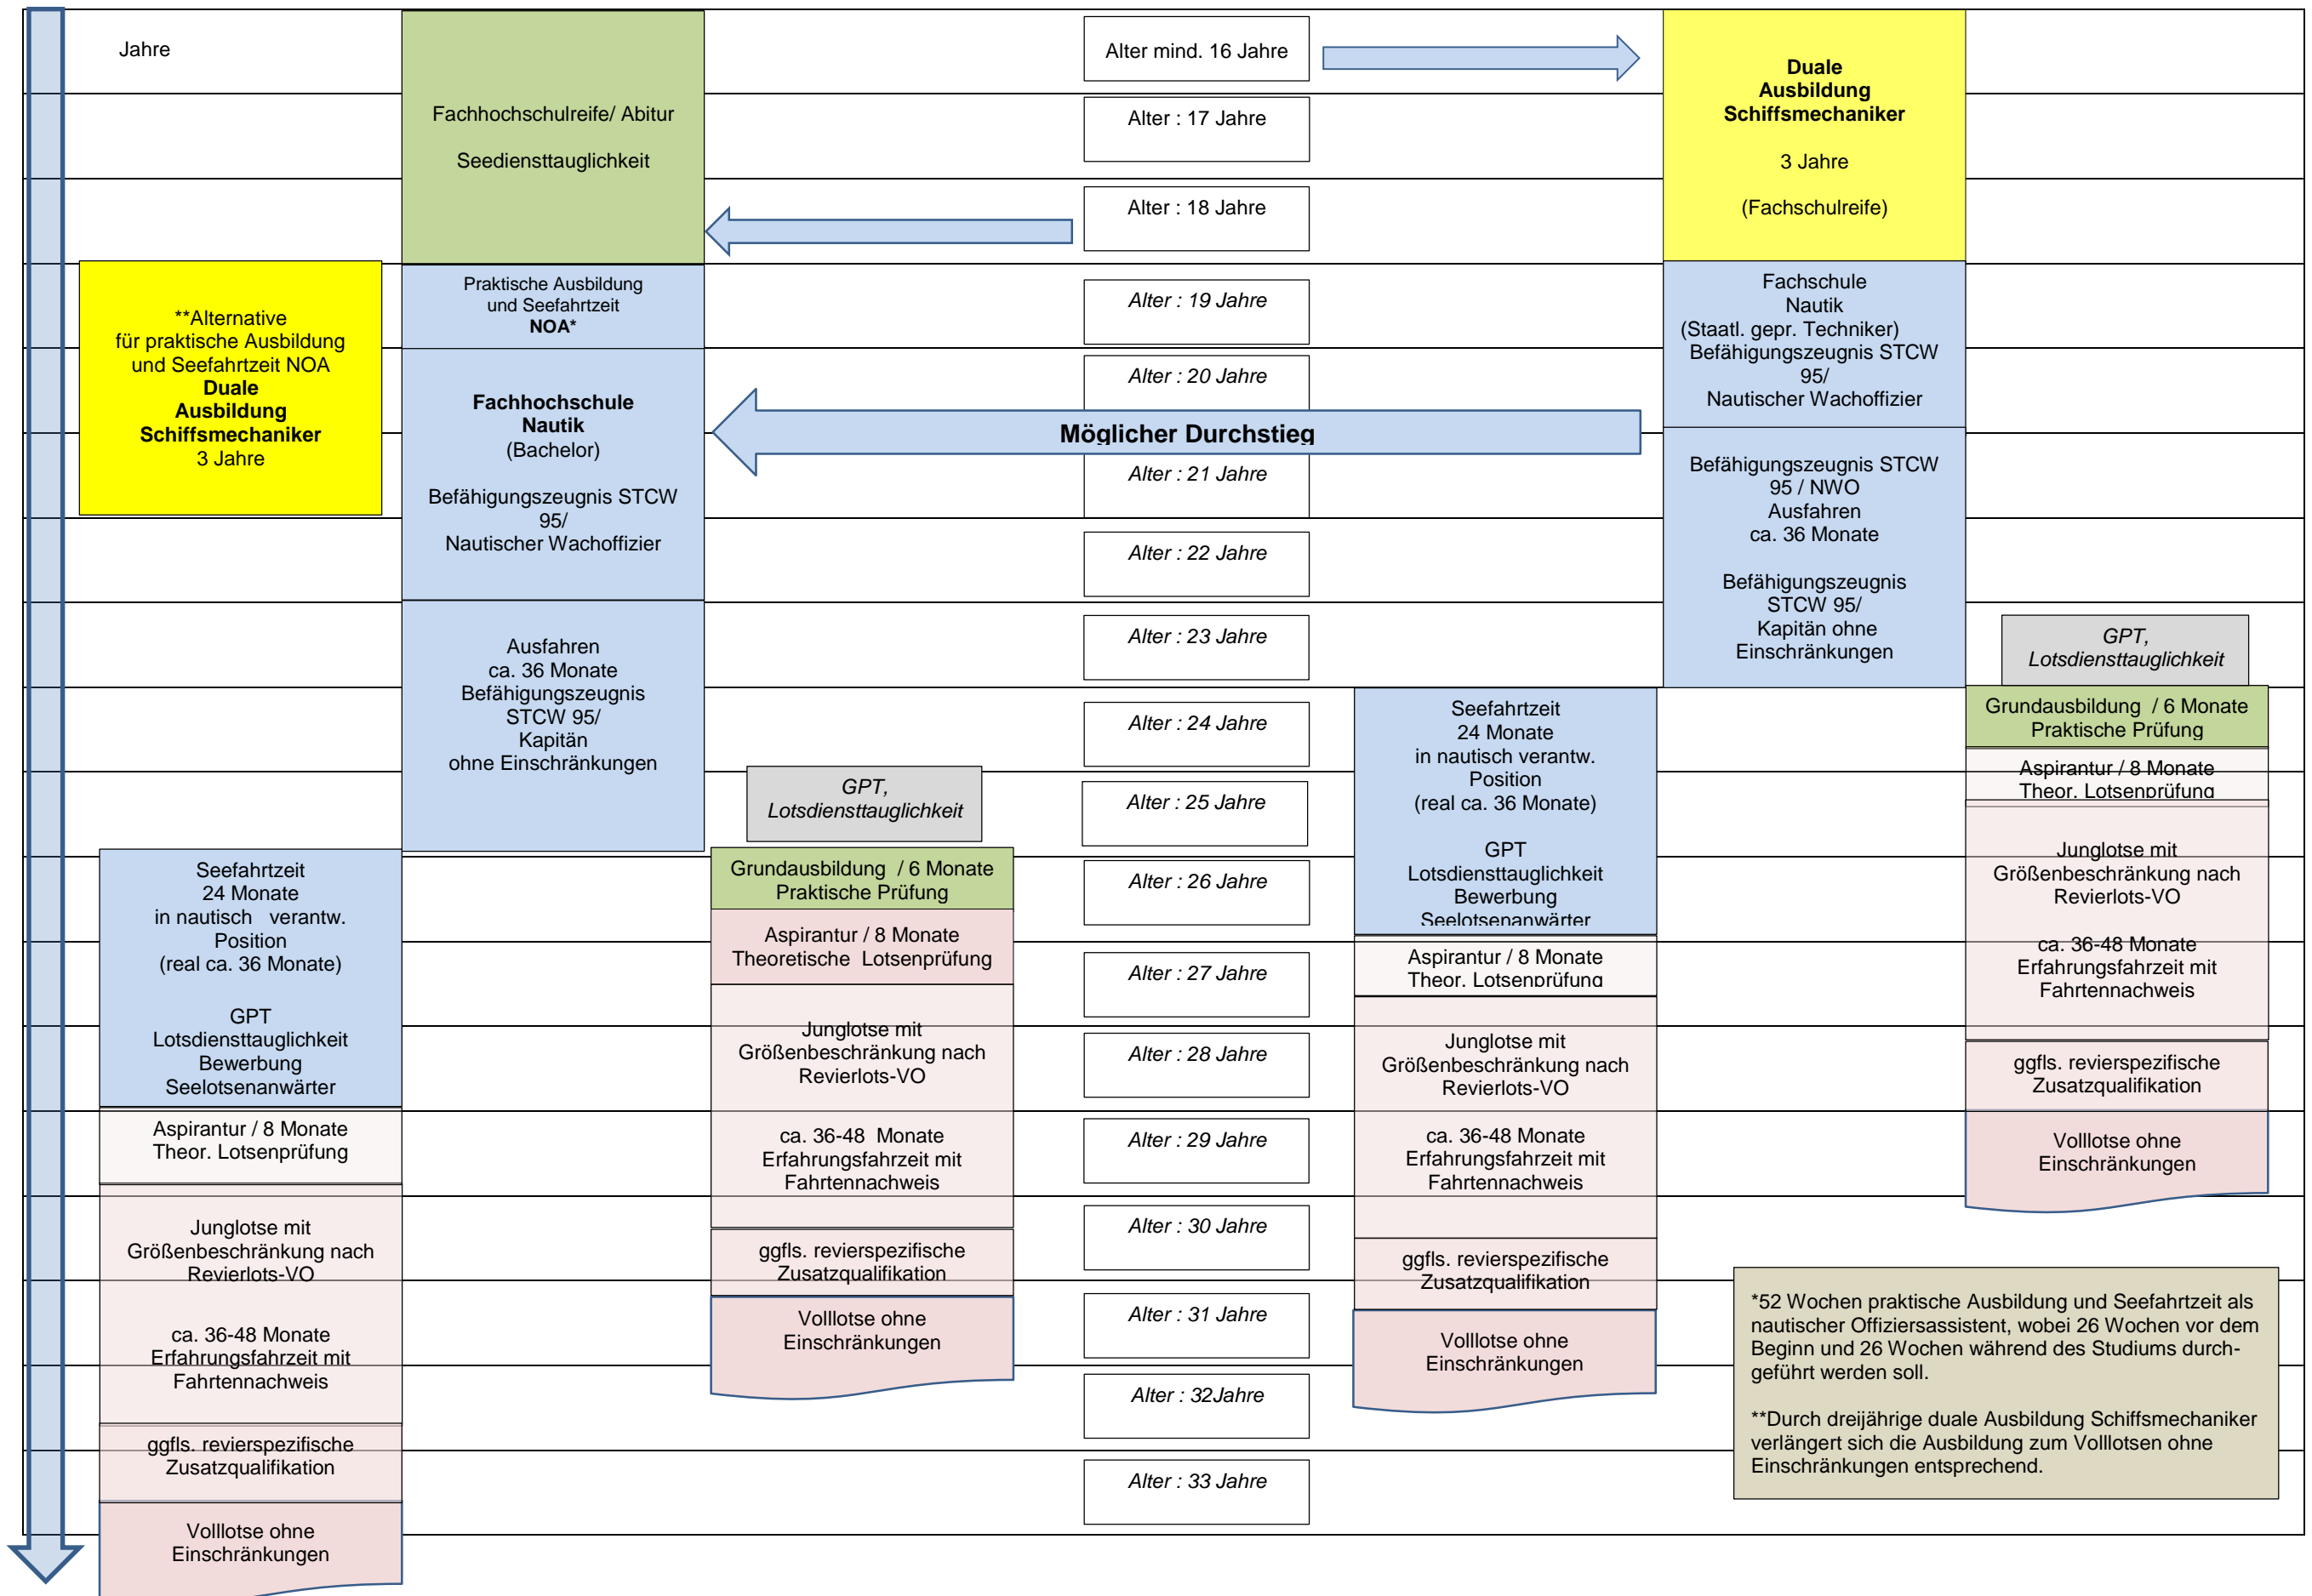 Jahre
Fachhochschulreife/ Abitur
Seediensttauglichkeit
Alter mind. 16 Jahre
Alter : 17 Jahre
Alter : 18 Jahre
Duale
Ausbildung
Schiffsmechaniker
3 Jahre
(Fachschulreife)
**Alternative
für praktische Ausbildung
und Seefahrtzeit NOA
Duale
Ausbildung
Schiffsmechaniker
3 Jahre
Praktische Ausbildung
und Seefahrtzeit
NOA*
Fachhochschule
Nautik
(Bachelor)
Befähigungszeugnis STCW
95/
Nautischer Wachoffizier
Ausfahren
ca. 36 Monate
Befähigungszeugnis
STCW 95/
Kapitän
ohne Einschränkungen
Alter : 19 Jahre
Alter : 20 Jahre
Möglicher Durchstieg
Alter : 21 Jahre
Alter : 22 Jahre
Alter : 23 Jahre
Alter : 24 Jahre
Alter : 25 Jahre
Alter : 26 Jahre
Alter : 27 Jahre
Alter : 28 Jahre
Alter : 29 Jahre
Alter : 30 Jahre
Alter : 31 Jahre
Alter : 32Jahre
Alter : 33 Jahre
Fachschule
Nautik
(Staatl. gepr. Techniker)
Befähigungszeugnis STCW
95/
Nautischer Wachoffizier
Befähigungszeugnis STCW
95 / NWO
Ausfahren
ca. 36 Monate
Befähigungszeugnis
STCW 95/
Kapitän ohne
Einschränkungen
Seefahrtzeit
24 Monate
in nautisch verantw.
Position
(real ca. 36 Monate)
GPT
Lotsdiensttauglichkeit
Bewerbung
Seelotsenanwärter
Aspirantur / 8 Monate
Theor. Lotsenprüfung
Junglotse mit
Größenbeschränkung nach
Revierlots-VO
ca. 36-48 Monate
Erfahrungsfahrzeit mit
Fahrtennachweis
ggfls. revierspezifische
Zusatzqualifikation
Volllotse ohne
Einschränkungen
GPT,
Lotsdiensttauglichkeit
Grundausbildung / 6 Monate
Praktische Prüfung
Aspirantur / 8 Monate
Theoretische Lotsenprüfung
Junglotse mit
Größenbeschränkung nach
Revierlots-VO
ca. 36-48 Monate
Erfahrungsfahrzeit mit
Fahrtennachweis
ggfls. revierspezifische
Zusatzqualifikation
Volllotse ohne
Einschränkungen
Seefahrtzeit
24 Monate
in nautisch verantw.
Position
(real ca. 36 Monate)
GPT
Lotsdiensttauglichkeit
Bewerbung
Seelotsenanwärter
Aspirantur / 8 Monate
Theor. Lotsenprüfung
Junglotse mit
Größenbeschränkung nach
Revierlots-VO
ca. 36-48 Monate
Erfahrungsfahrzeit mit
Fahrtennachweis
ggfls. revierspezifische
Zusatzqualifikation
Volllotse ohne
Einschränkungen
GPT,
Lotsdiensttauglichkeit
Grundausbildung / 6 Monate
Praktische Prüfung
Aspirantur / 8 Monate
Theor. Lotsenprüfung
Junglotse mit
Größenbeschränkung nach
Revierlots-VO
ca. 36-48 Monate
Erfahrungsfahrzeit mit
Fahrtennachweis
ggfls. revierspezifische
Zusatzqualifikation
Volllotse ohne
Einschränkungen
*52 Wochen praktische Ausbildung und Seefahrtzeit als
nautischer Offiziersassistent, wobei 26 Wochen vor dem
Beginn und 26 Wochen während des Studiums durch-
geführt werden soll.
**Durch dreijährige duale Ausbildung Schiffsmechaniker
verlängert sich die Ausbildung zum Volllotsen ohne
Einschränkungen entsprechend.